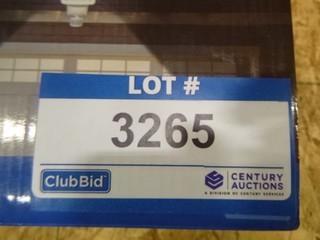 LOT #
3265
ClubBid
CENTURY
AUCTIONS
A DIVISION OF CENTURY SERVICES